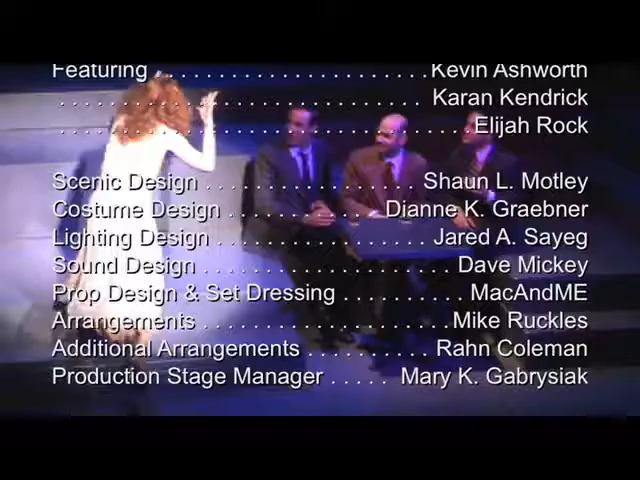 Featuring . . . . . . . . . . . . . . . . . . . . . . . Kevin Ashworth
. . . . . . . . . . . . . . . . . . . . . . . . . . . . . . Karan Kendrick
. . . . . . . . . . . . . . . . . . . . . . . . . . . . . . . . . . Elijah Rock
Scenic Design . . . . . . . . . . . . . . . . . Shaun L. Motley
Costume Design . . . . . . . . . . . . Dianne K. Graebner
Lighting Design . . . . . . . . . . . . . . . . . Jared A. Sayeg
Sound Design . . . . . . . . . . . . . . . . . . . . Dave Mickey
Prop Design & Set Dressing . . . . . . . . . . MacAndME
Arrangements . . . . . . . . . . . . . . . . . . . . Mike Ruckles
Additional Arrangements . . . . . . . . . . Rahn Coleman
Production Stage Manager . . . . . Mary K. Gabrysiak